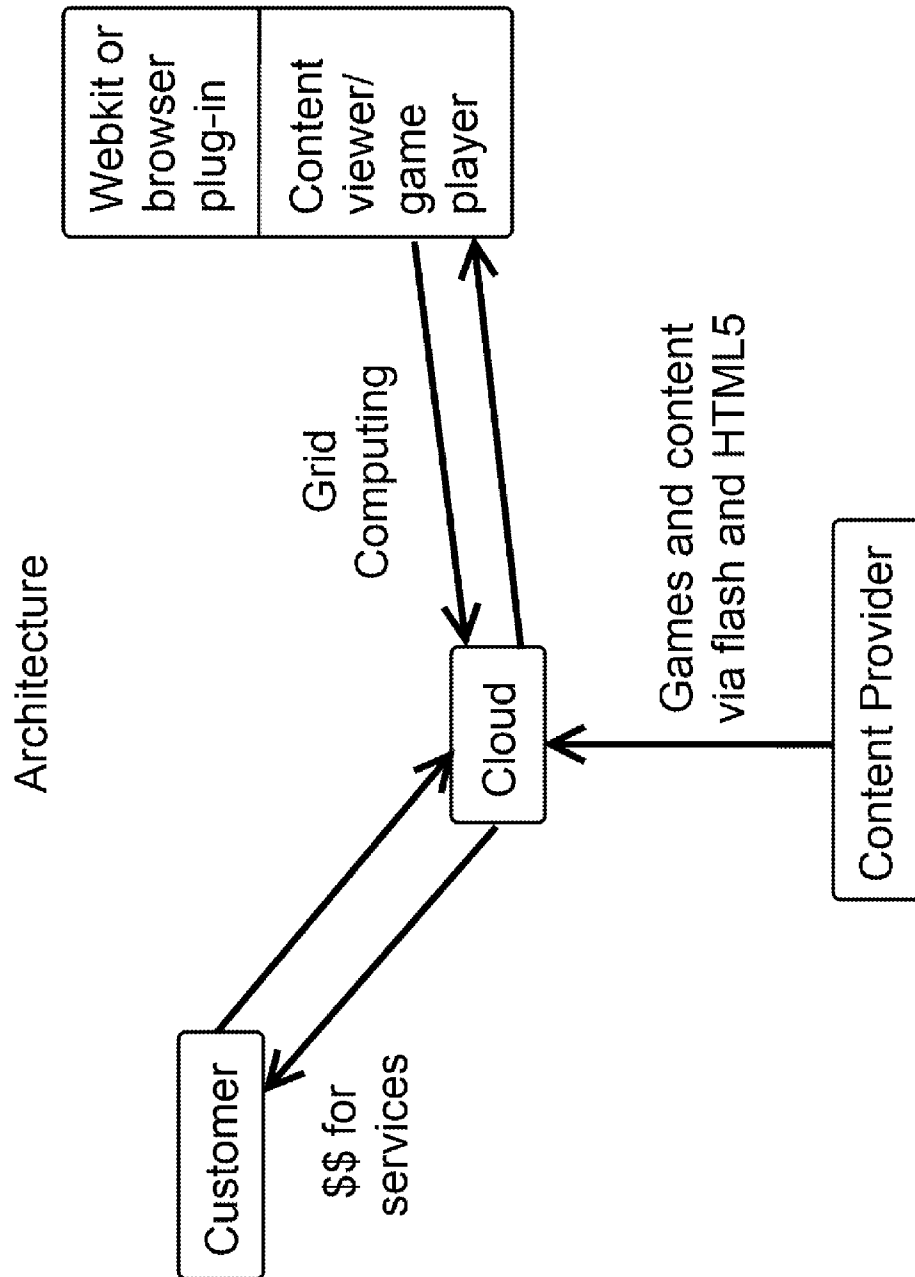 Architecture
Customer
$$ for
services
Cloud
Grid
Computing
Webkit or
browser
plug-in
Content
viewer/
game
player
Games and content
via flash and HTML5
Content Provider